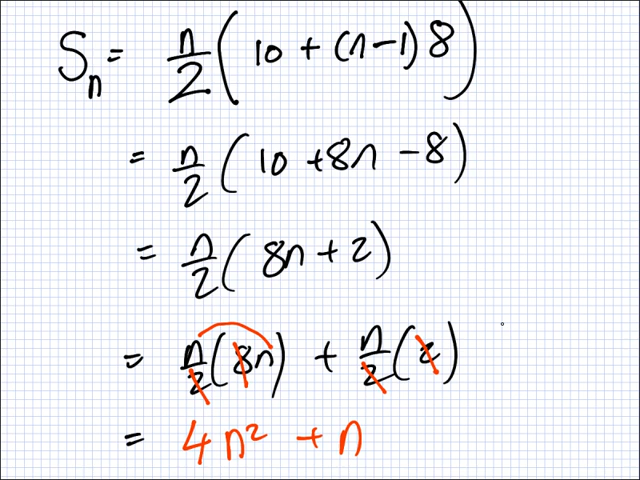 Sn = n/2 (10 + (n-1)8)
= n/2 (10 + 8n - 8)
= n/2 (8n + 2)
= n/2 (8n) + n/2 (2)
= 4n² + n